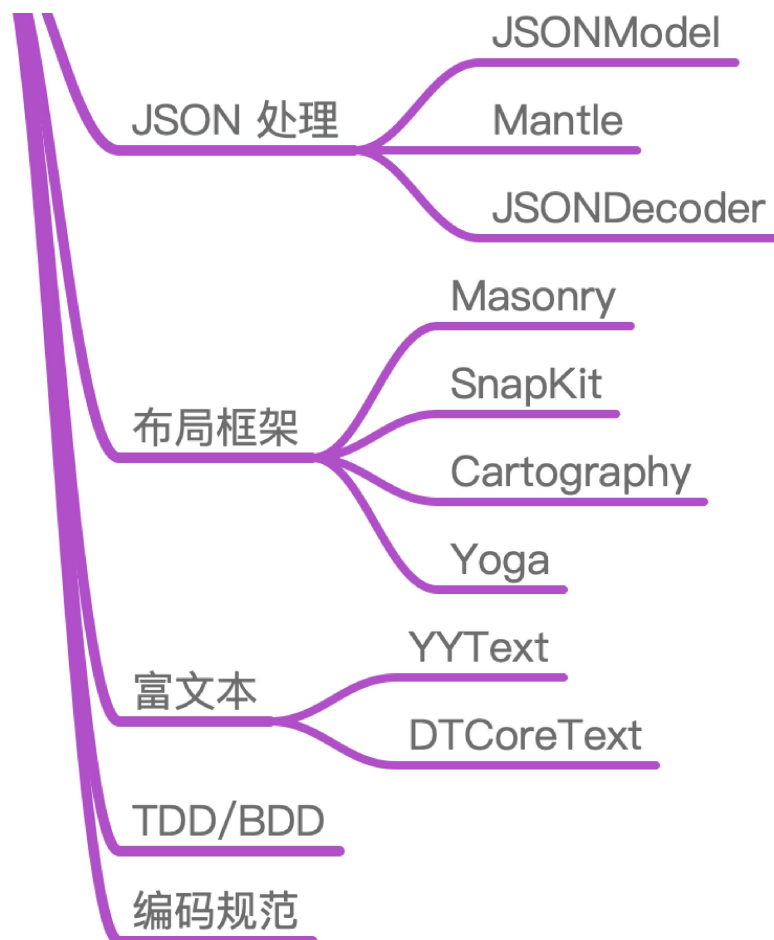 JSONModel
JSON 处理
Mantle
JSONDecoder
Masonry
SnapKit
布局框架
Cartography
Yoga
YYText
富文本
DTCoreText
TDD/BDD
编码规范